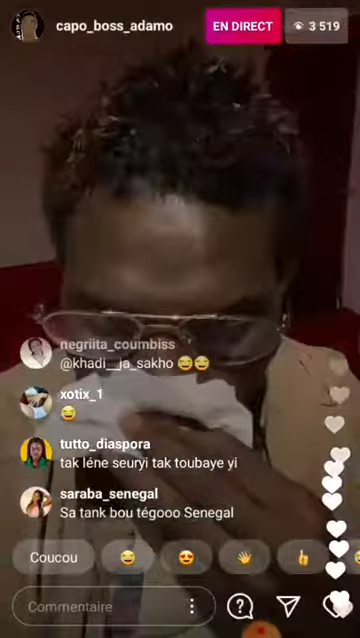 capo_boss_adamo
EN DIRECT
3 519
negriita_coumbiss
@khadi__ja_sakho 😂😂
xotix_1
😂
tutto_diaspora
tak léne seuryi tak toubaye yi
saraba_senegal
Sa tank bou tégooo Senegal
Coucou
Commentaire